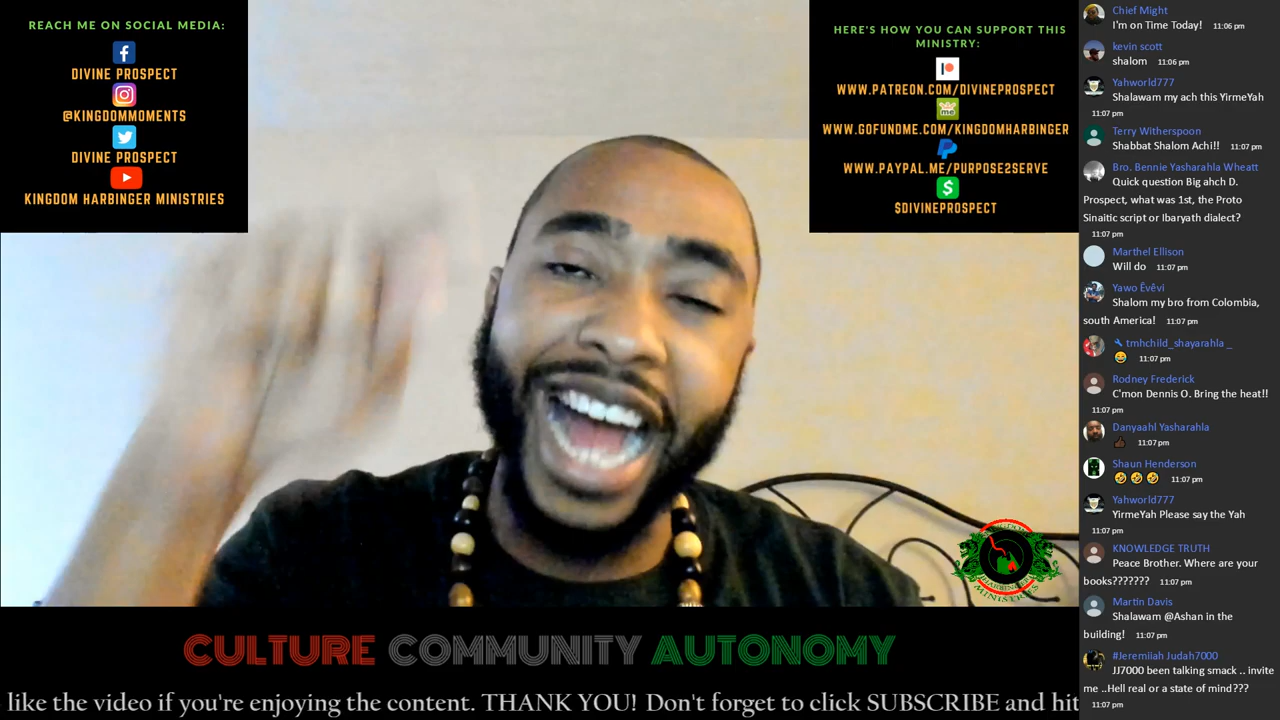 REACH ME ON SOCIAL MEDIA:
DIVINE PROSPECT
@KINGDOMMOMENTS
DIVINE PROSPECT
KINGDOM HARBINGER MINISTRIES
HERE'S HOW YOU CAN SUPPORT THIS
MINISTRY:
WWW.PATREON.COM/DIVINEPROSPECT
me
WWW.GOFUNDME.COM/KINGDOMHARBINGER
WWW.PAYPAL.ME/PURPOSE2SERVE
$DIVINEPROSPECT
Chief Might
I'm on Time Today! 11:06 pm
kevin scott
shalom 11:06 pm
Yahworld777
Shalawam my ach this YirmeYah
11:07 pm
Terry Witherspoon
Shabbat Shalom Achi!! 11:07 pm
Bro. Bennie Yasharahla Wheatt
Quick question Big ahch D.
Prospect, what was 1st, the Proto
Sinaitic script or Ibaryath dialect?
11:07 pm
Marthel Ellison
Will do 11:07 pm
Yawo Êvêvi
Shalom my bro from Colombia,
south America! 11:07 pm
tmhchild_shayarahla _
😂 11:07 pm
Rodney Frederick
C'mon Dennis O. Bring the heat!!
11:07 pm
Danyaahl Yasharahla
👍🏿 11:07 pm
Shaun Henderson
🤣 🤣 🤣 11:07 pm
Yahworld777
YirmeYah Please say the Yah
11:07 pm
KNOWLEDGE TRUTH
Peace Brother. Where are your
books??????? 11:07 pm
Martin Davis
Shalawam @Ashan in the
building! 11:07 pm
#Jeremiiah Judah7000
JJ7000 been talking smack .. invite
me ..Hell real or a state of mind???
11:07 pm
KINGDOM
HARBINGER
MINISTRIES
CULTURE COMMUNITY AUTONOMY
like the video if you're enjoying the content. THANK YOU! Don't forget to click SUBSCRIBE and hit